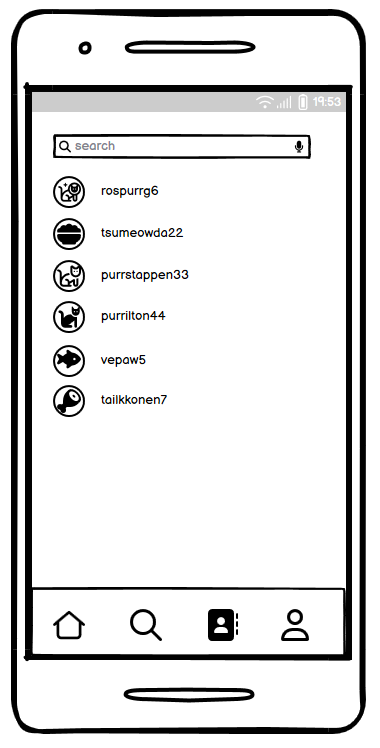 19:53
search
rospurrg6
tsumeowda22
purrstappen33
purrilton44
vepaw5
tailkkonen7